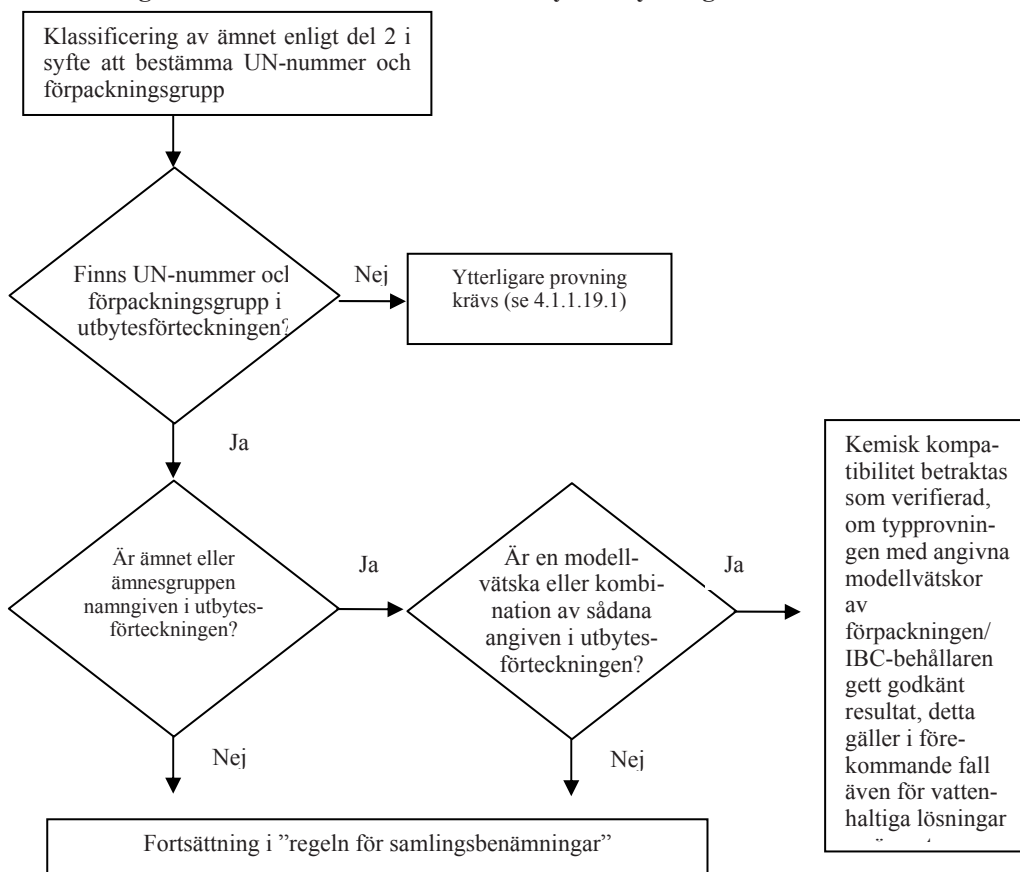 Klassificering av ämnet enligt del 2 i
syfte att bestämma UN-nummer och
förpackningsgrupp
Finns UN-nummer och
förpackningsgrupp i
utbytesförteckningen?
Nej
Ytterligare provning
krävs (se 4.1.1.19.1)
Ja
Är ämnet eller
ämnesgruppen
namngiven i utbytes-
förteckningen?
Ja
Är en modell-
vätska eller kombi-
nation av sådana
angiven i utbytes-
förteckningen?
Ja
Kemisk kompa-
tibilitet betraktas
som verifierad,
om typprovnin-
gen med angivna
modellvätskor
av
förpackningen/
IBC-behållaren
gett godkänt
resultat, detta
gäller i före-
kommande fall
även för vatten-
haltiga lösningar
Nej
Nej
Fortsättning i ”regeln för samlingsbenämningar”